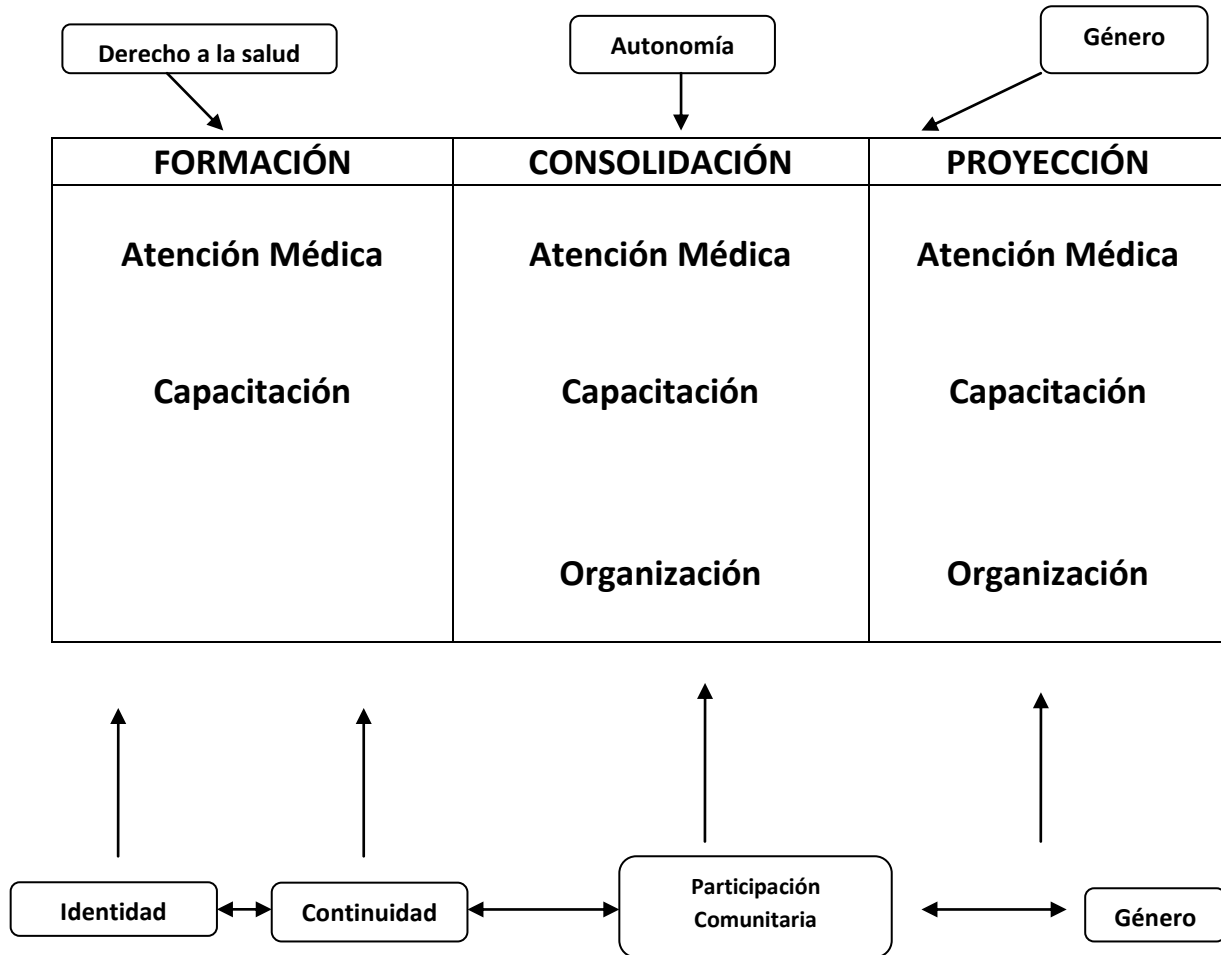 Derecho a la salud
Autonomía
Género
FORMACIÓN
CONSOLIDACIÓN
PROYECCIÓN
Atención Médica
Atención Médica
Atención Médica
Capacitación
Capacitación
Capacitación
Organización
Organización
Identidad
Continuidad
Participación
Comunitaria
Género